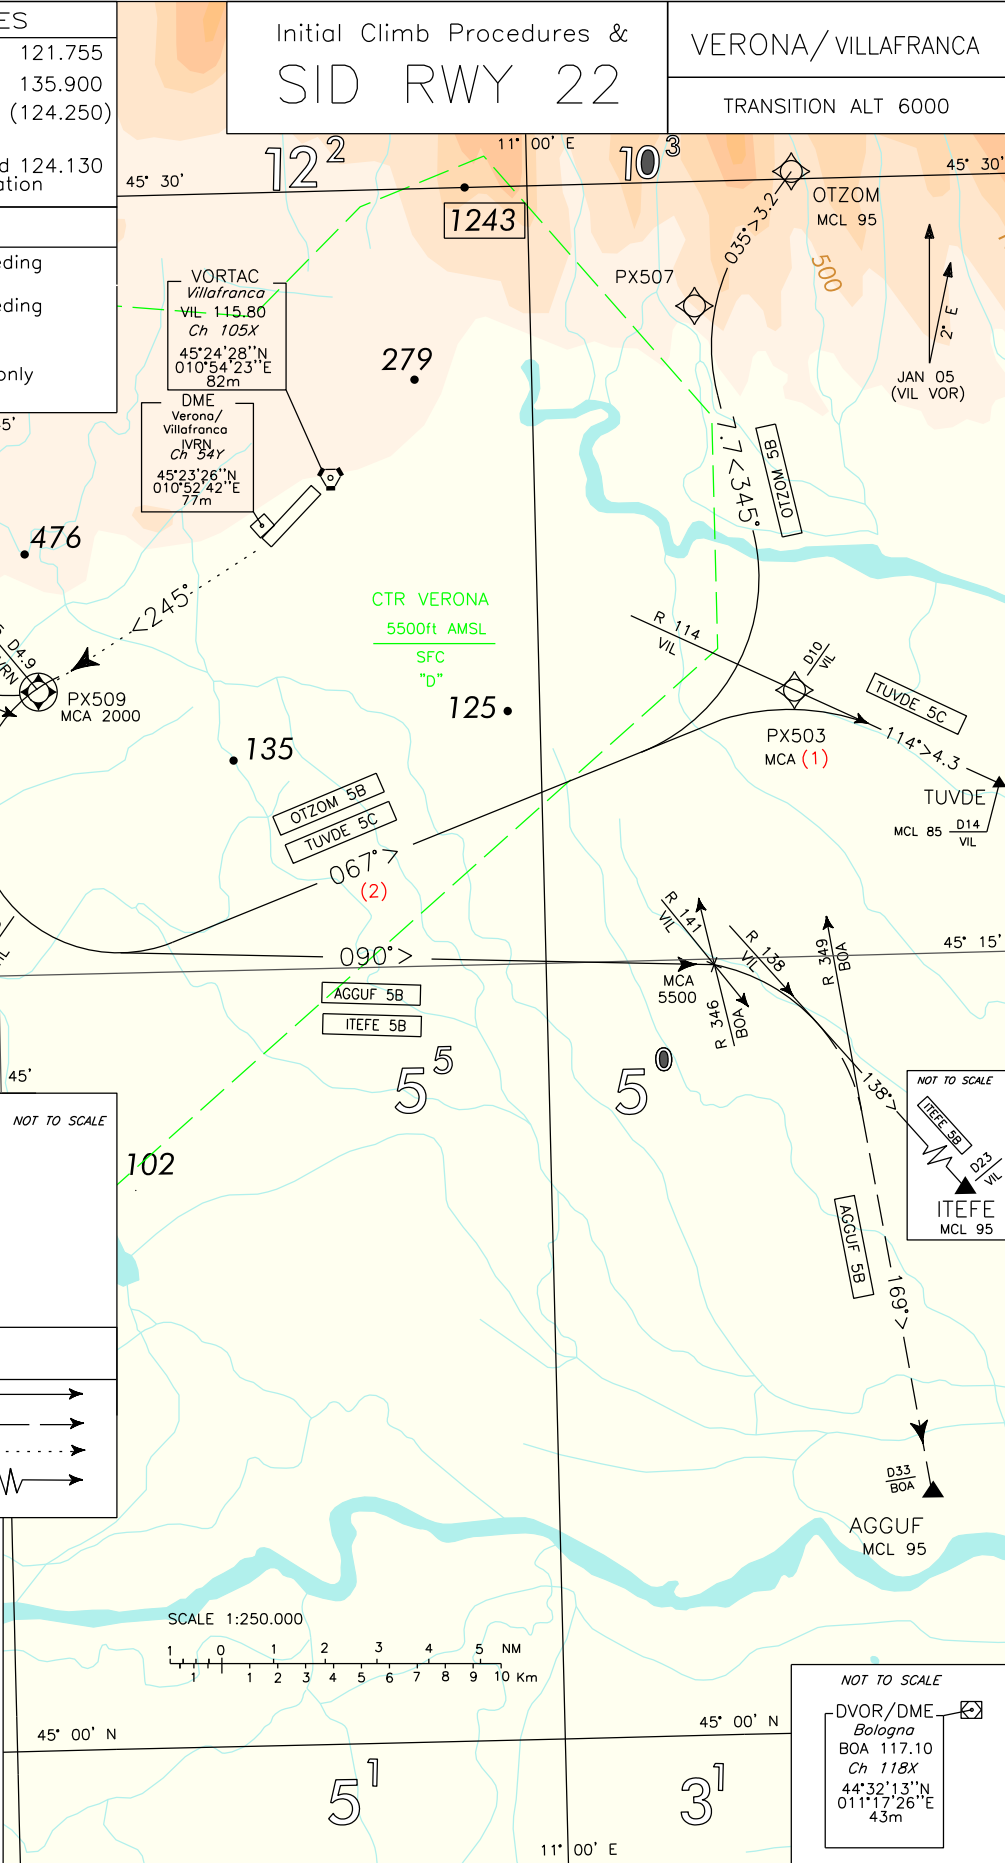 ES
121.755
135.900
(124.250)
d 124.130
ation
eding
eding
only
Initial Climb Procedures &
SID RWY 22
VERONA/VILLAFRANCA
TRANSITION ALT 6000
45° 30'
12²
11° 00' E
10³
45° 30'
1243
OTZOM
MCL 95
035°>3.2
PX507
500
2° E
JAN 05
(VIL VOR)
VORTAC
Villafranca
VIL 115.80
Ch 105X
45°24'28''N
010°54'23''E
82m
279
DME
Verona/
Villafranca
IVRN
Ch 54Y
45°23'26''N
010°52'42''E
77m
5'
7.7<345°
OTZOM 5B
476
<245°
CTR VERONA
5500ft AMSL
SFC
"D"
R 114
VIL
D10
VIL
D4.9
VRN
PX509
MCA 2000
125
TUVDE 5C
PX503
MCA (1)
114°>4.3
135
TUVDE
MCL 85 D14
VIL
OTZOM 5B
TUVDE 5C
067°>
(2)
R 141
VIL
R 138
VIL
R 349
BOA
45° 15'
090°>
AGGUF 5B
ITEFE 5B
MCA
5500
R 346
BOA
5⁵
5⁰
45'
NOT TO SCALE
138°>
NOT TO SCALE
ITEFE 5B
D23
VIL
ITEFE
MCL 95
102
AGGUF 5B
169°>
D33
BOA
AGGUF
MCL 95
SCALE 1:250.000
1 0 1 2 3 4 5 NM
1 1 2 3 4 5 6 7 8 9 10 Km
NOT TO SCALE
DVOR/DME
Bologna
BOA 117.10
Ch 118X
44°32'13''N
011°17'26''E
43m
45° 00' N
45° 00' N
5¹
3¹
11° 00' E